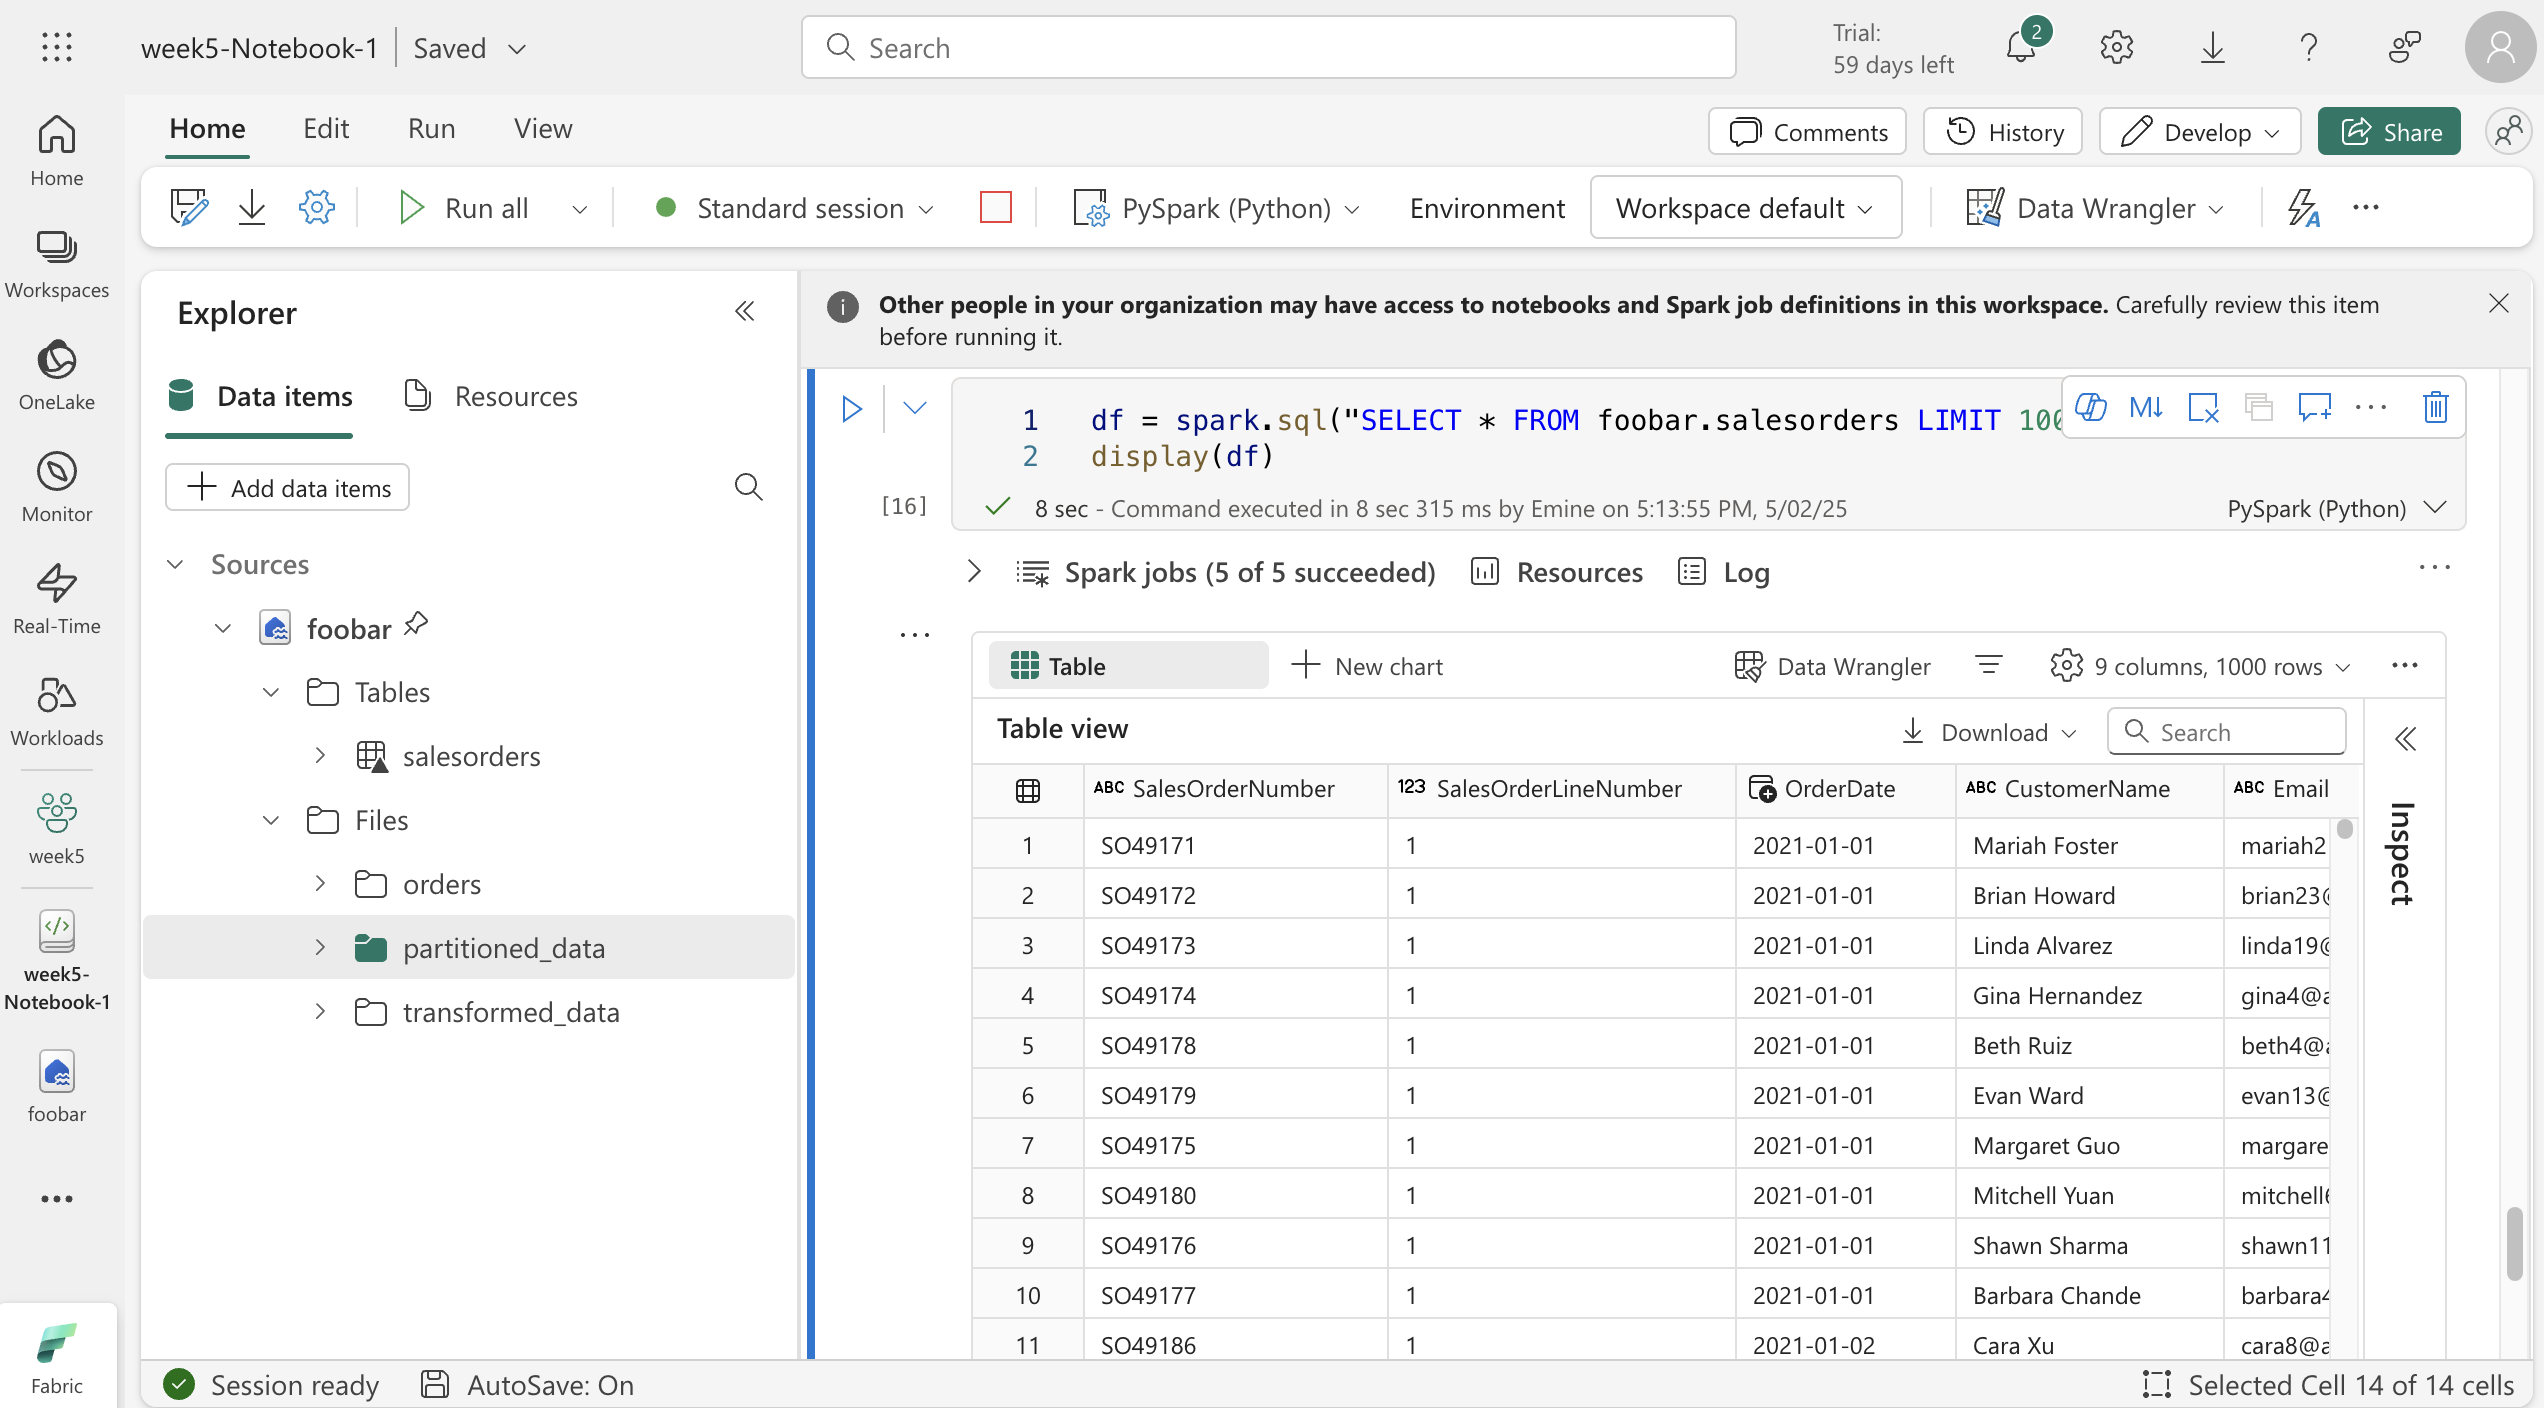 week5-Notebook-1 | Saved
Search
Trial:
59 days left
2
Home
Edit
Run
View
Comments
History
Develop
Share
Run all
Standard session
PySpark (Python)
Environment
Workspace default
Data Wrangler
Home
Workspaces
OneLake
Monitor
Real-Time
Workloads
week5
week5-
Notebook-1
foobar
Fabric
Explorer
Data items
Resources
Add data items
Sources
foobar
Tables
salesorders
Files
orders
partitioned_data
transformed_data
Other people in your organization may have access to notebooks and Spark job definitions in this workspace. Carefully review this item
before running it.
1 df = spark.sql("SELECT * FROM foobar.salesorders LIMIT
2 display(df)
M↓
[16]
8 sec - Command executed in 8 sec 315 ms by Emine on 5:13:55 PM, 5/02/25
PySpark (Python)
Spark jobs (5 of 5 succeeded)
Resources
Log
Table
New chart
Data Wrangler
9 columns, 1000 rows
Table view
Download
Search
Inspect
ABC SalesOrderNumber 123 SalesOrderLineNumber OrderDate ABC CustomerName ABC Email
1 SO49171 1 2021-01-01 Mariah Foster mariah2
2 SO49172 1 2021-01-01 Brian Howard brian23
3 SO49173 1 2021-01-01 Linda Alvarez linda19
4 SO49174 1 2021-01-01 Gina Hernandez gina4@a
5 SO49178 1 2021-01-01 Beth Ruiz beth4@
6 SO49179 1 2021-01-01 Evan Ward evan13
7 SO49175 1 2021-01-01 Margaret Guo margare
8 SO49180 1 2021-01-01 Mitchell Yuan mitchell
9 SO49176 1 2021-01-01 Shawn Sharma shawn11
10 SO49177 1 2021-01-01 Barbara Chande barbara
11 SO49186 1 2021-01-02 Cara Xu cara8@a
Session ready
AutoSave: On
Selected Cell 14 of 14 cells